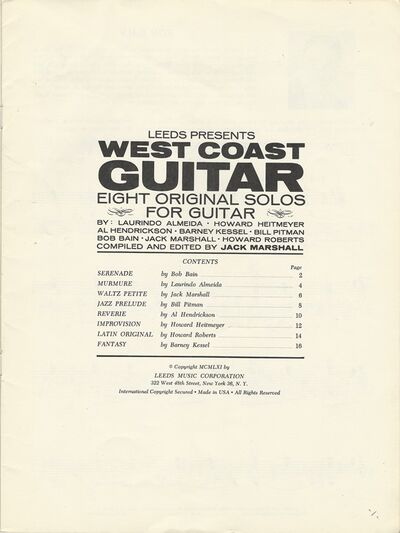 LEEDS PRESENTS
WEST COAST
GUITAR
EIGHT ORIGINAL SOLOS
FOR GUITAR
BY: LAURINDO ALMEIDA · HOWARD HEITMEYER
AL HENDRICKSON · BARNEY KESSEL · BILL PITMAN
BOB BAIN · JACK MARSHALL · HOWARD ROBERTS
COMPILED AND EDITED BY JACK MARSHALL
CONTENTS
Page
SERENADE by Bob Bain 2
MURMURE by Laurindo Almeida 4
WALTZ PETITE by Jack Marshall 6
JAZZ PRELUDE by Bill Pitman 8
REVERIE by Al Hendrickson 10
IMPROVISION by Howard Heitmeyer 12
LATIN ORIGINAL by Howard Roberts 14
FANTASY by Barney Kessel 16
© Copyright MCMLXI by
LEEDS MUSIC CORPORATION
322 West 48th Street, New York 36, N. Y.
International Copyright Secured · Made in USA · All Rights Reserved